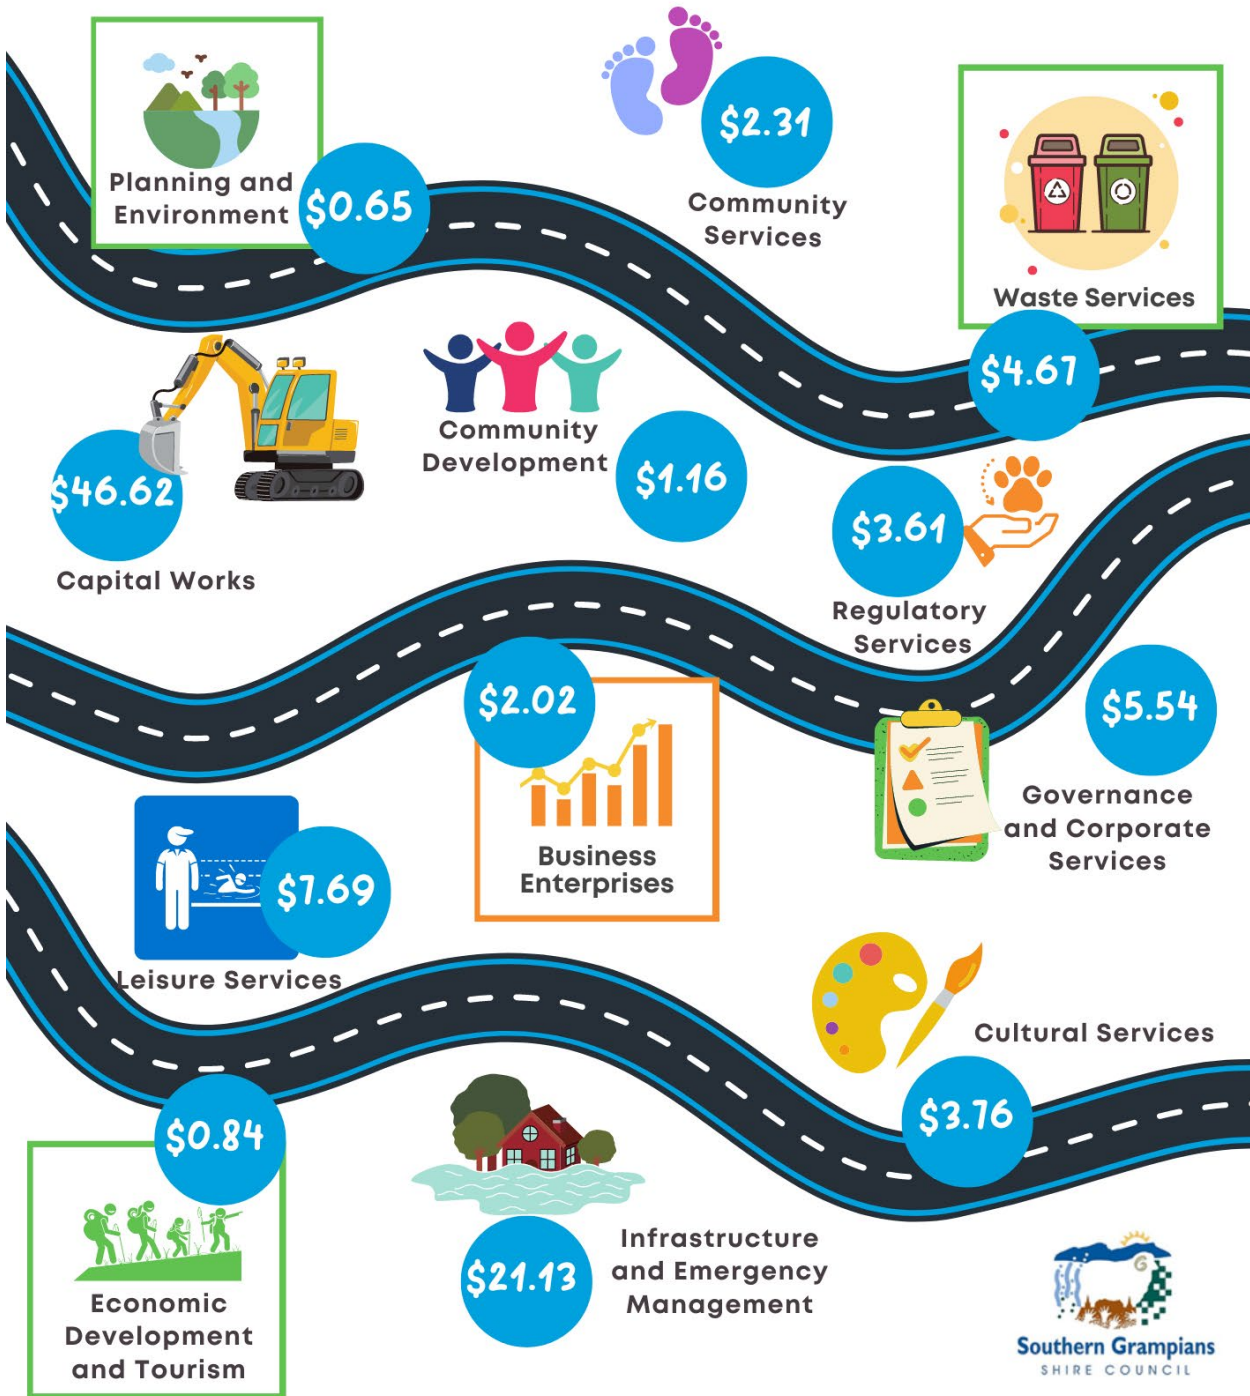 Planning and
Environment
$0.65
$2.31
Community
Services
Waste Services
$4.67
$46.62
Capital Works
Community
Development
$1.16
$3.61
Regulatory
Services
$2.02
Business
Enterprises
$5.54
Governance
and Corporate
Services
$7.69
Leisure Services
Cultural Services
$3.76
$0.84
Economic
Development
and Tourism
$21.13
Infrastructure
and Emergency
Management
Southern Grampians
SHIRE COUNCIL